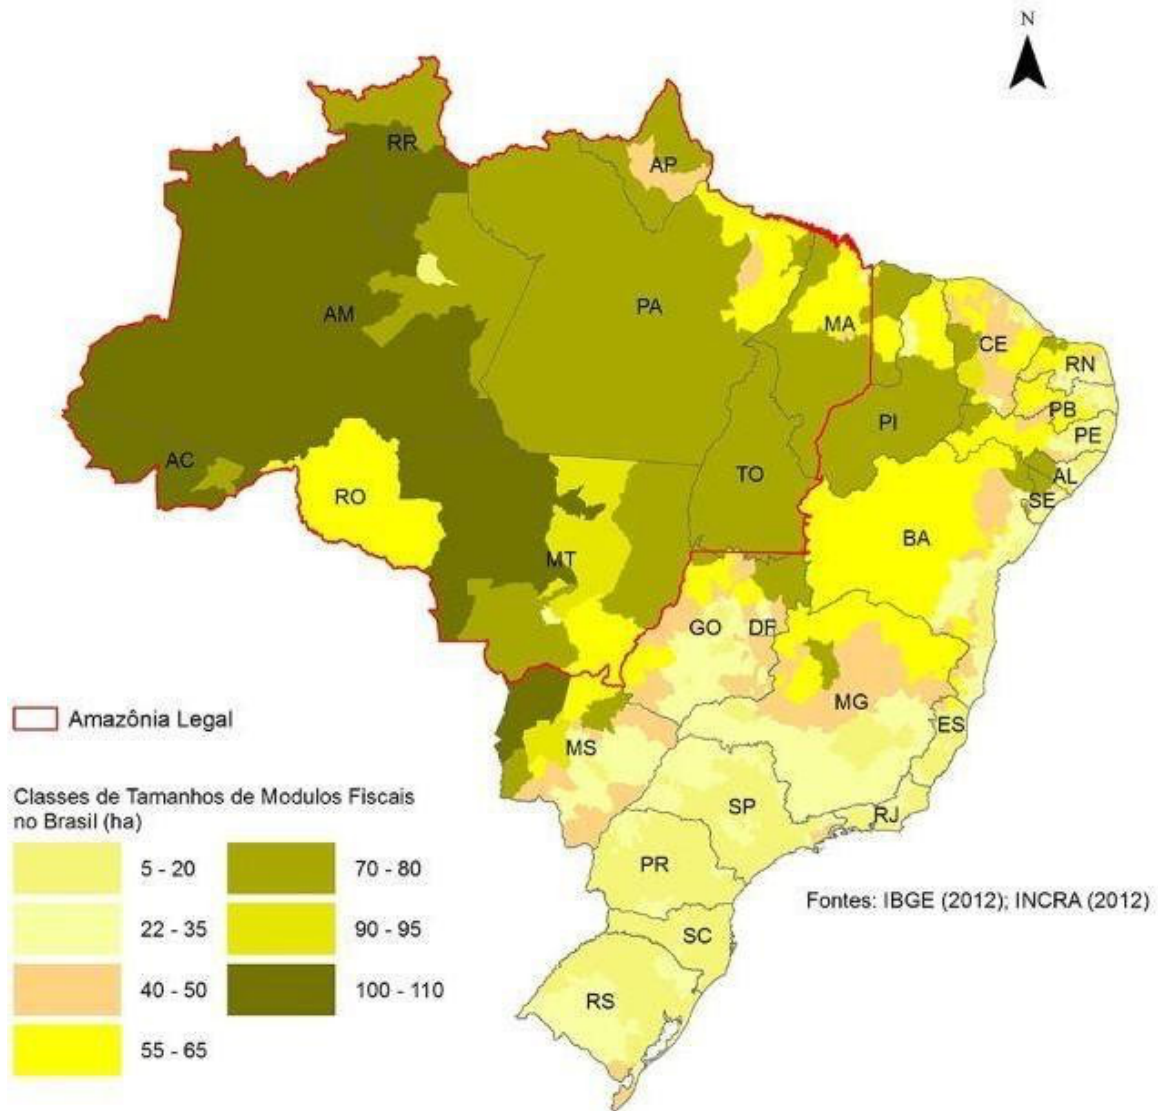 N
RR
AP
AM
PA
MA
CE
RN
PB
PE
PI
AC
TO
AL
SE
RO
BA
MT
GO
DF
MG
ES
MS
SP
RJ
PR
SC
RS
Amazônia Legal
Classes de Tamanhos de Modulos Fiscais
no Brasil (ha)
5 - 20
70 - 80
22 - 35
90 - 95
40 - 50
100 - 110
55 - 65
Fontes: IBGE (2012); INCRA (2012)